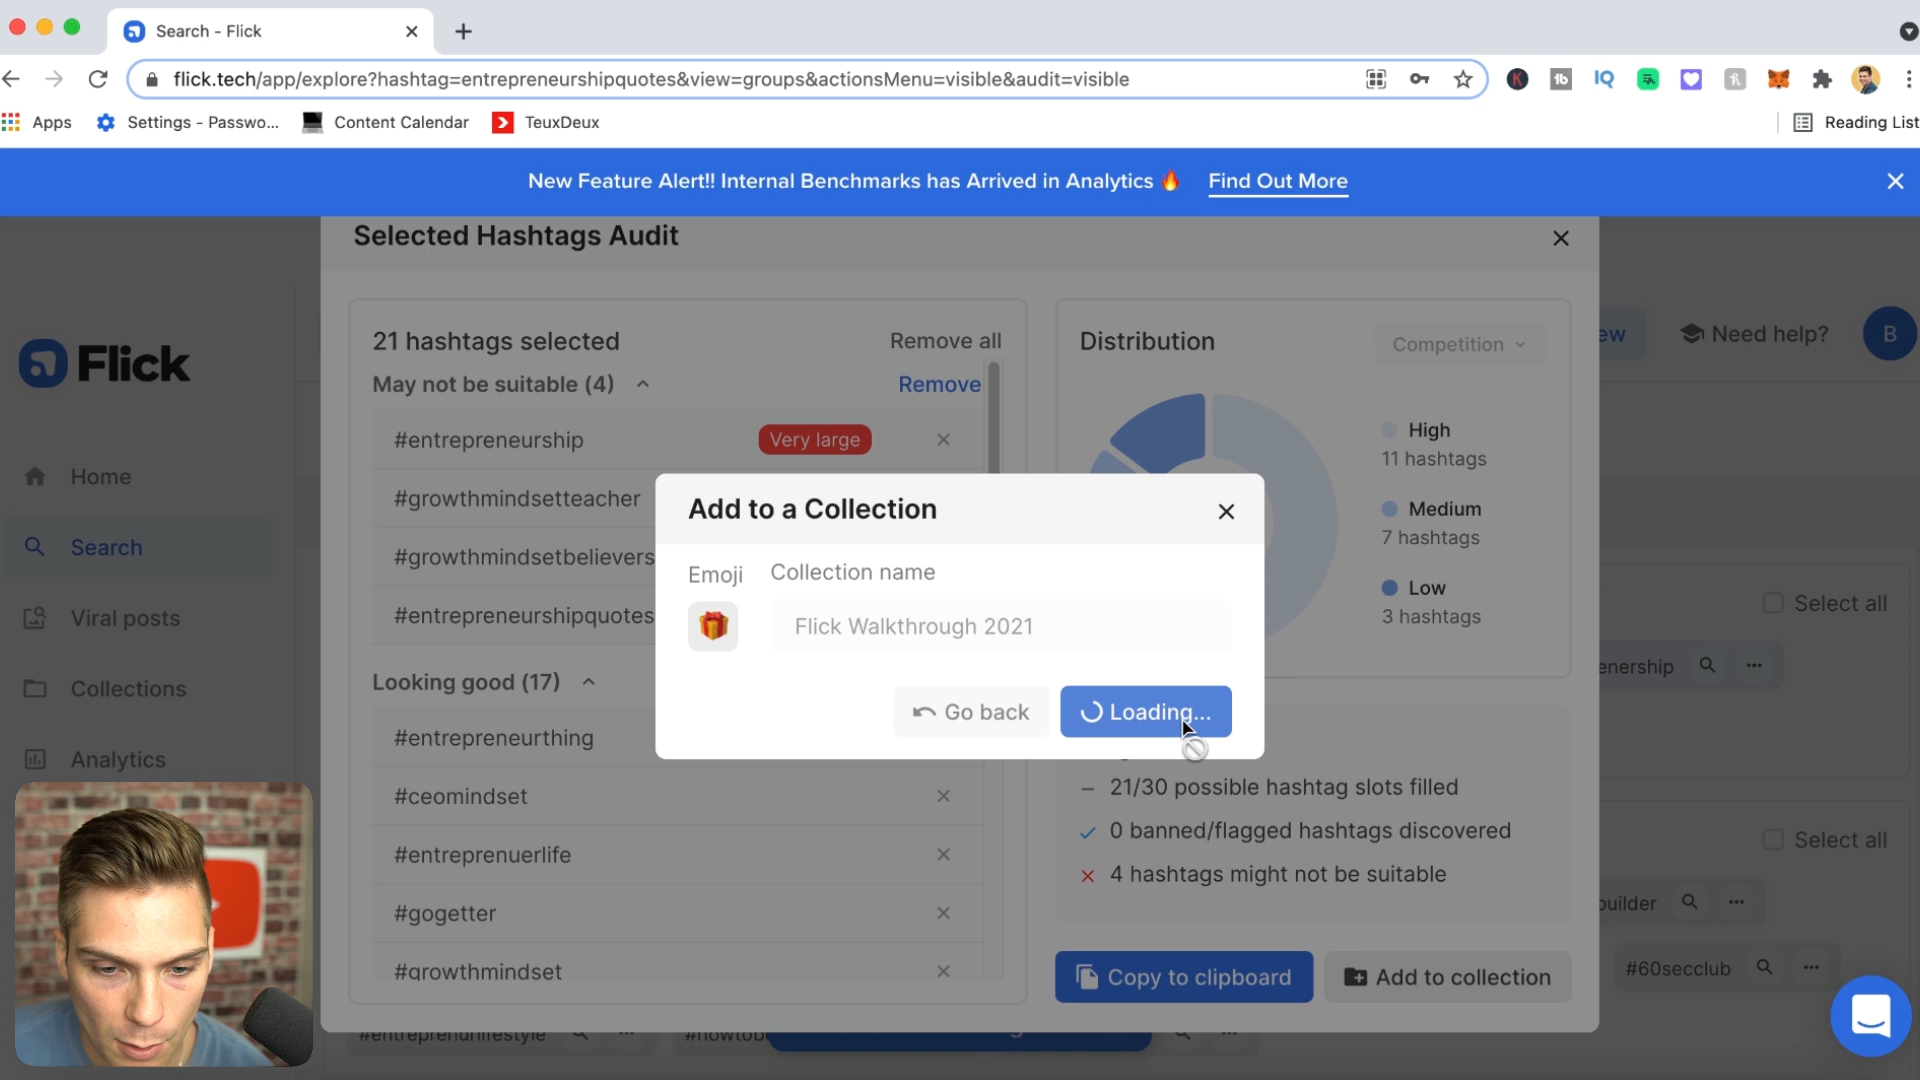 Search - Flick
flick.tech/app/explore?hashtag=entrepreneurshipquotes&view=groups&actionsMenu=visible&audit=visible
Apps
Settings - Passwo...
Content Calendar
TeuxDeux
Reading List
New Feature Alert!! Internal Benchmarks has Arrived in Analytics 🔥 Find Out More
Selected Hashtags Audit
Flick
Home
Search
Viral posts
Collections
Analytics
21 hashtags selected
Remove all
May not be suitable (4)
Remove
#entrepreneurship
Very large
#growthmindsetteacher
#growthmindsetbelievers
#entrepreneurshipquotes
Looking good (17)
#entrepreneurthing
#ceomindset
#entreprenuerlife
#gogetter
#growthmindset
Distribution
Competition
High
11 hashtags
Medium
7 hashtags
Low
3 hashtags
Add to a Collection
Emoji
Collection name
Flick Walkthrough 2021
Go back
Loading...
– 21/30 possible hashtag slots filled
0 banned/flagged hashtags discovered
4 hashtags might not be suitable
Copy to clipboard
Add to collection
Need help?
B
Select all
Select all
#60secclub